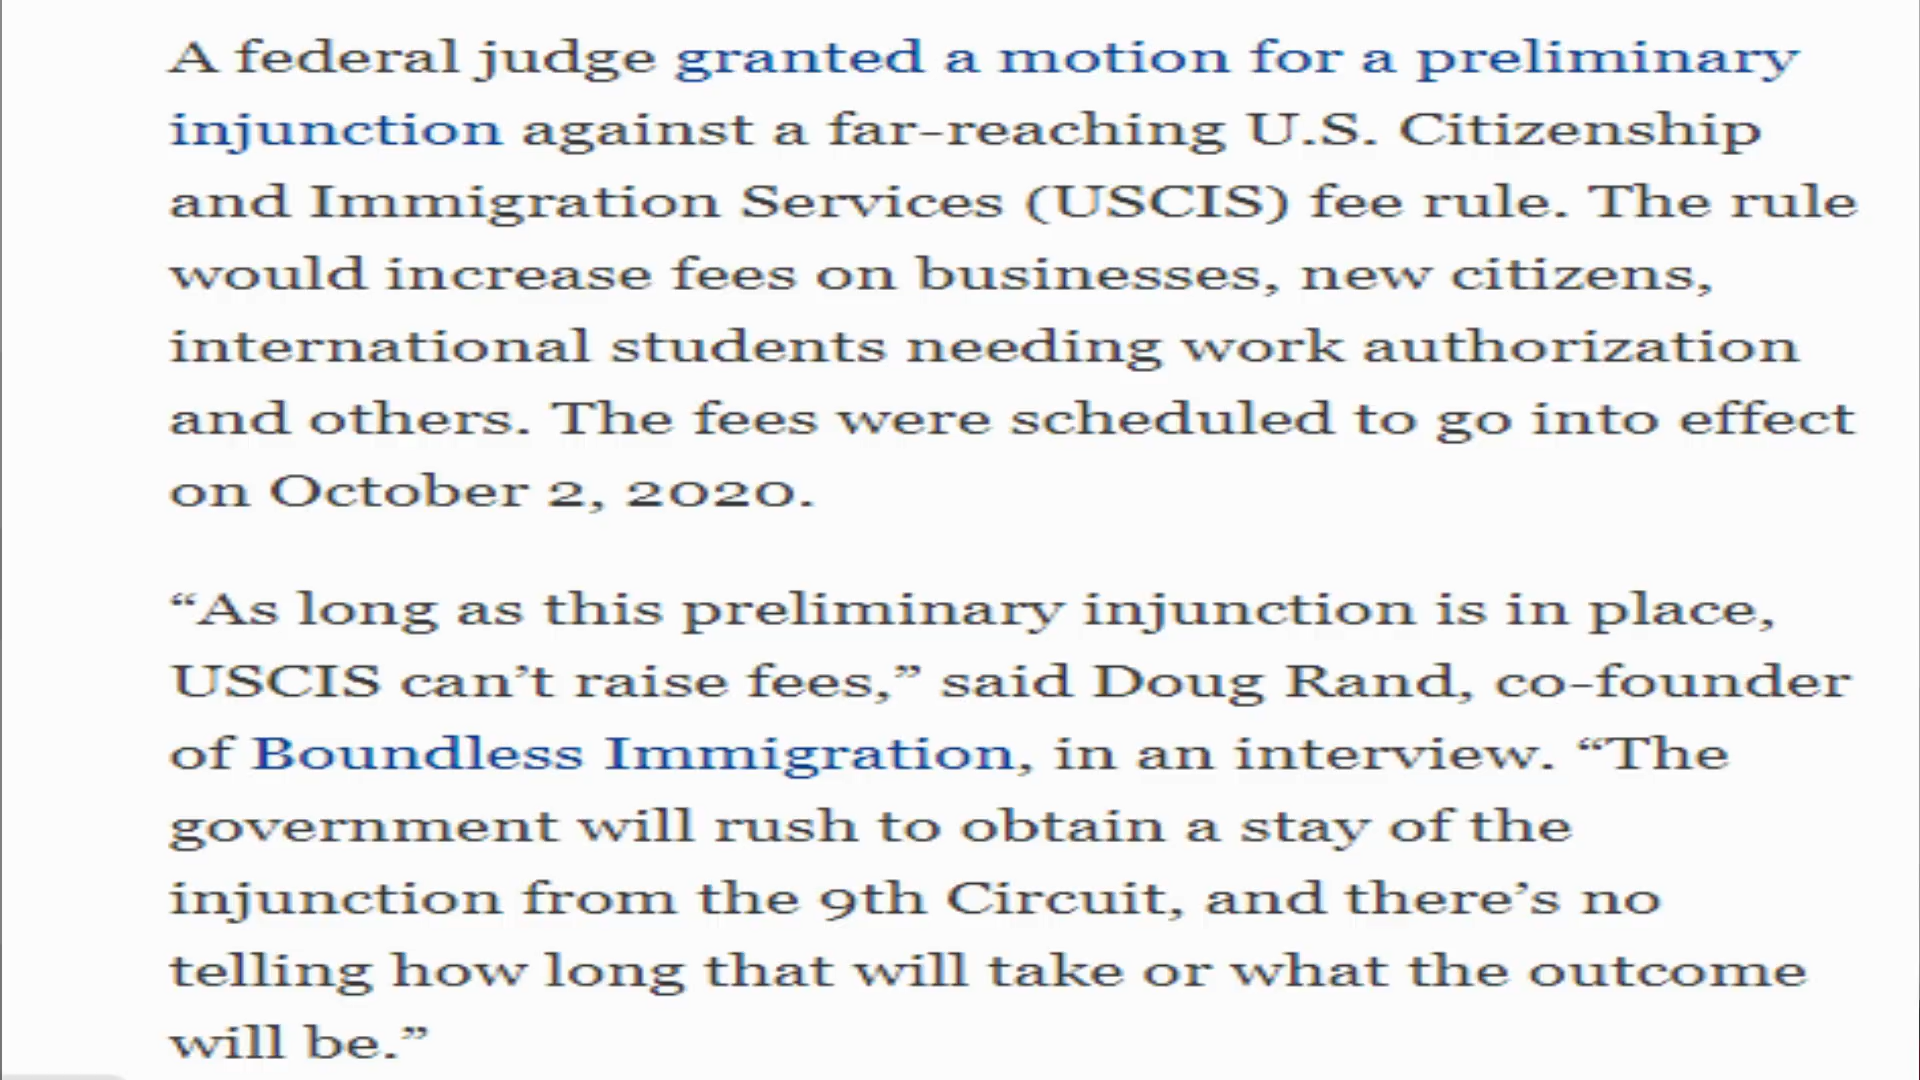 A federal judge granted a motion for a preliminary
injunction against a far-reaching U.S. Citizenship
and Immigration Services (USCIS) fee rule. The rule
would increase fees on businesses, new citizens,
international students needing work authorization
and others. The fees were scheduled to go into effect
on October 2, 2020.
“As long as this preliminary injunction is in place,
USCIS can’t raise fees,” said Doug Rand, co-founder
of Boundless Immigration, in an interview. “The
government will rush to obtain a stay of the
injunction from the 9th Circuit, and there’s no
telling how long that will take or what the outcome
will be.”